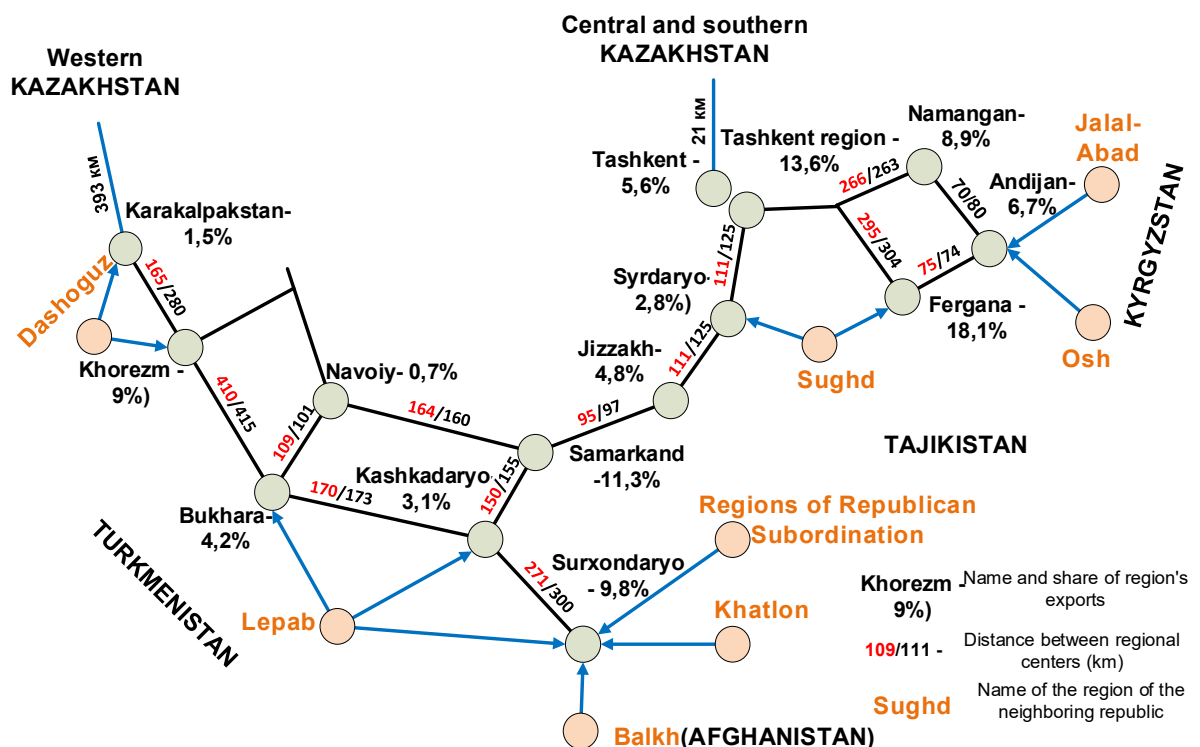 Western
KAZAKHSTAN
Central and southern
KAZAKHSTAN
393 км
21 км
Tashkent -
5,6%
Tashkent region -
13,6%
Namangan-
8,9%
Jalal-
Abad
Andijan-
6,7%
KYRGYZSTAN
266/263
70/80
295/304
75/74
111/125
Karakalpakstan-
1,5%
Dashoguz
165/280
Syrdaryo
2,8%)
Fergana -
18,1%
Osh
Sughd
Khorezm -
9%)
Navoiy- 0,7%
Jizzakh-
4,8%
111/125
410/415
109/101
164/160
95/97
TAJIKISTAN
Samarkand
-11,3%
Kashkadaryo
3,1%
150/155
170/173
Bukhara-
4,2%
TURKMENISTAN
Regions of Republican
Subordination
Surxondaryo
- 9,8%
271/300
Lepab
Khatlon
Balkh(AFGHANISTAN)
Khorezm -
9%)
Name and share of region's
exports
109/111 -
Distance between regional
centers (km)
Sughd
Name of the region of the
neighboring republic